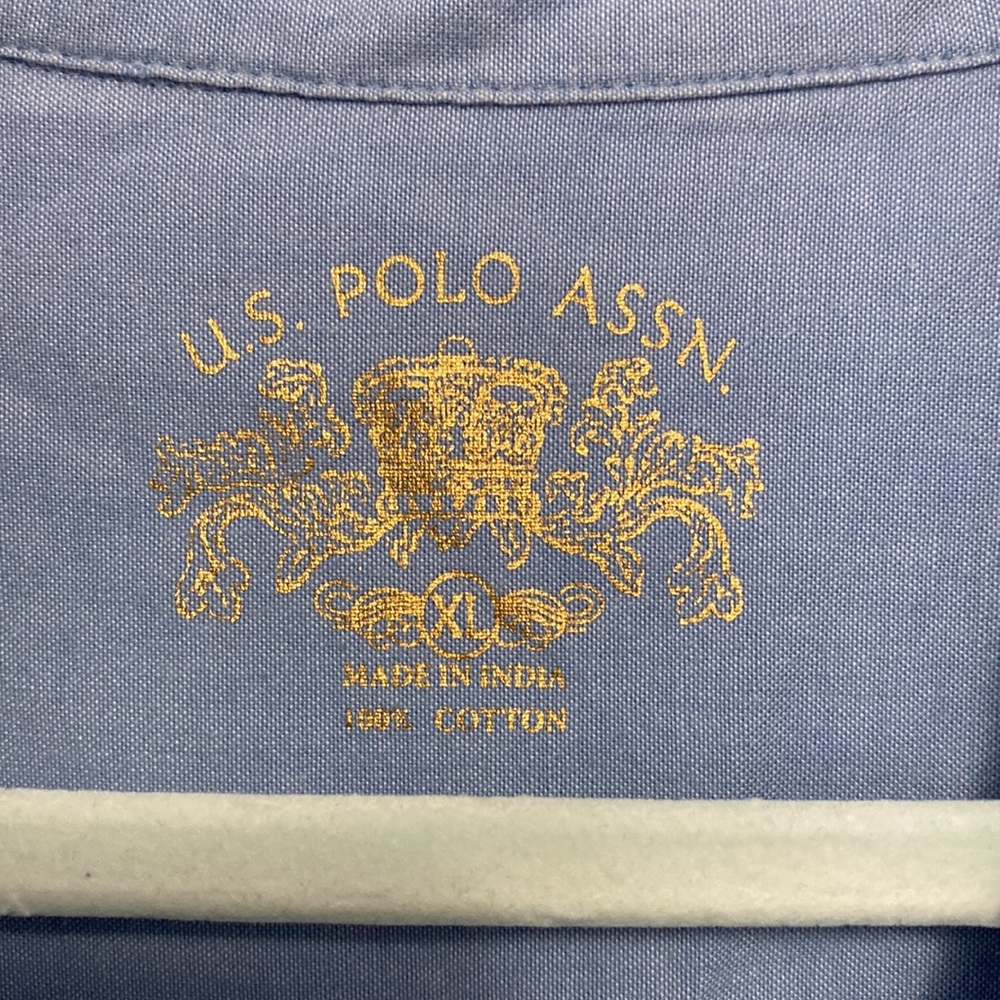 U.S. POLO ASSN.
XL
MADE IN INDIA
100% COTTON